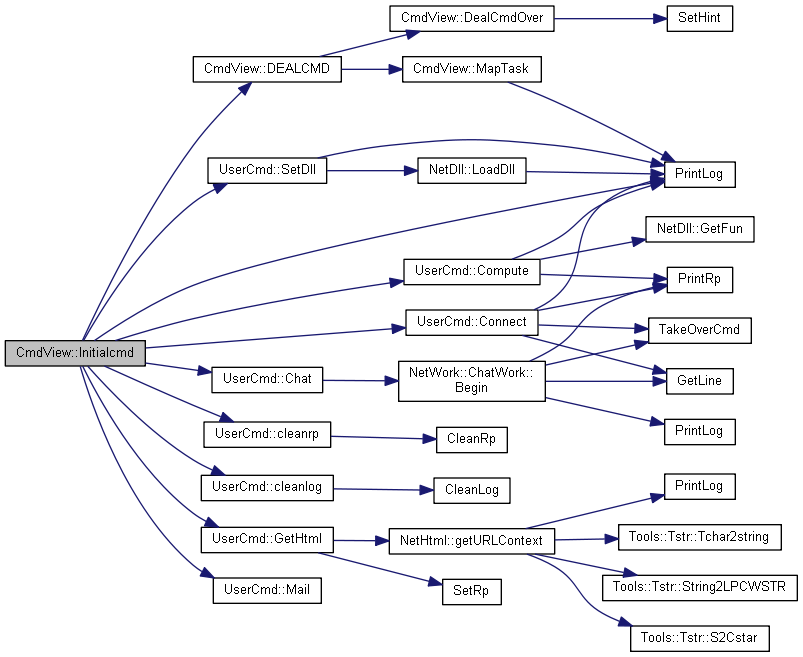 CmdView::DealCmdOver
SetHint
CmdView::DEALCMD
CmdView::MapTask
UserCmd::SetDll
NetDll::LoadDll
PrintLog
NetDll::GetFun
UserCmd::Compute
PrintRp
UserCmd::Connect
TakeOverCmd
CmdView::Initialcmd
UserCmd::Chat
NetWork::ChatWork::
Begin
GetLine
UserCmd::cleanrp
CleanRp
PrintLog
UserCmd::cleanlog
CleanLog
PrintLog
UserCmd::GetHtml
NetHtml::getURLContext
Tools::Tstr::Tchar2string
UserCmd::Mail
SetRp
Tools::Tstr::String2LPCWSTR
Tools::Tstr::S2Cstar